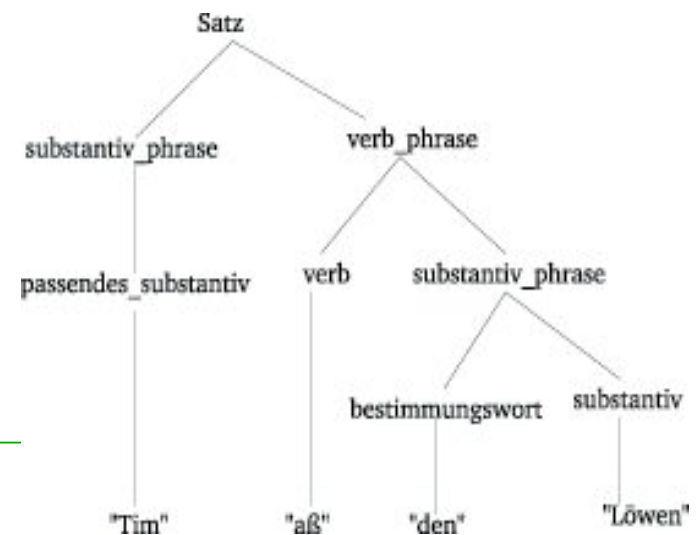 Satz
substantiv_phrase verb_phrase
passendes_substantiv verb substantiv_phrase
bestimmungswort substantiv
"Tim" "aß" "den" "Löwen"